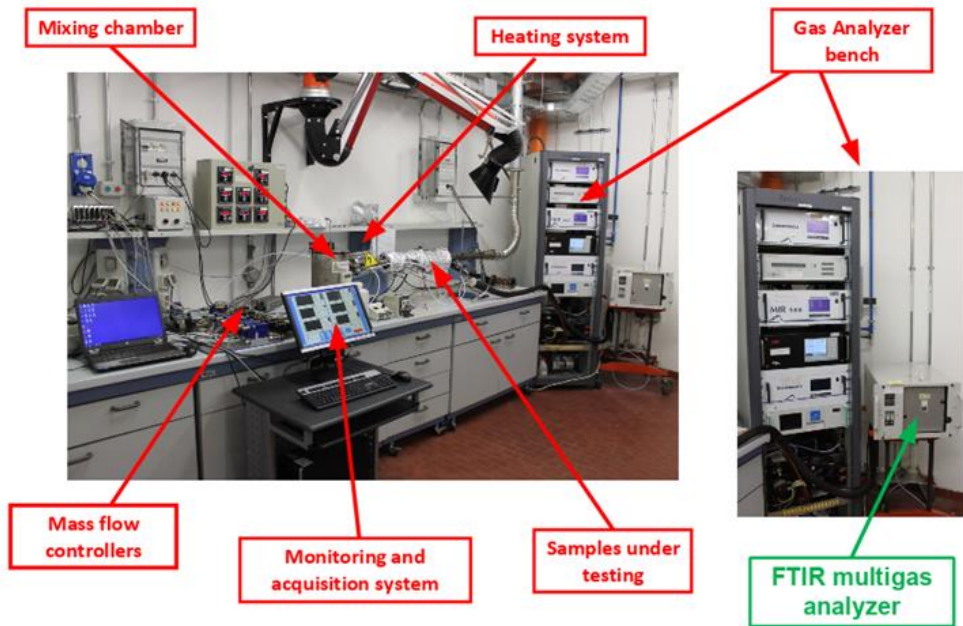 Mixing chamber
Heating system
Gas Analyzer
bench
MIR
Mass flow
controllers
Monitoring and
acquisition system
Samples under
testing
FTIR multigas
analyzer